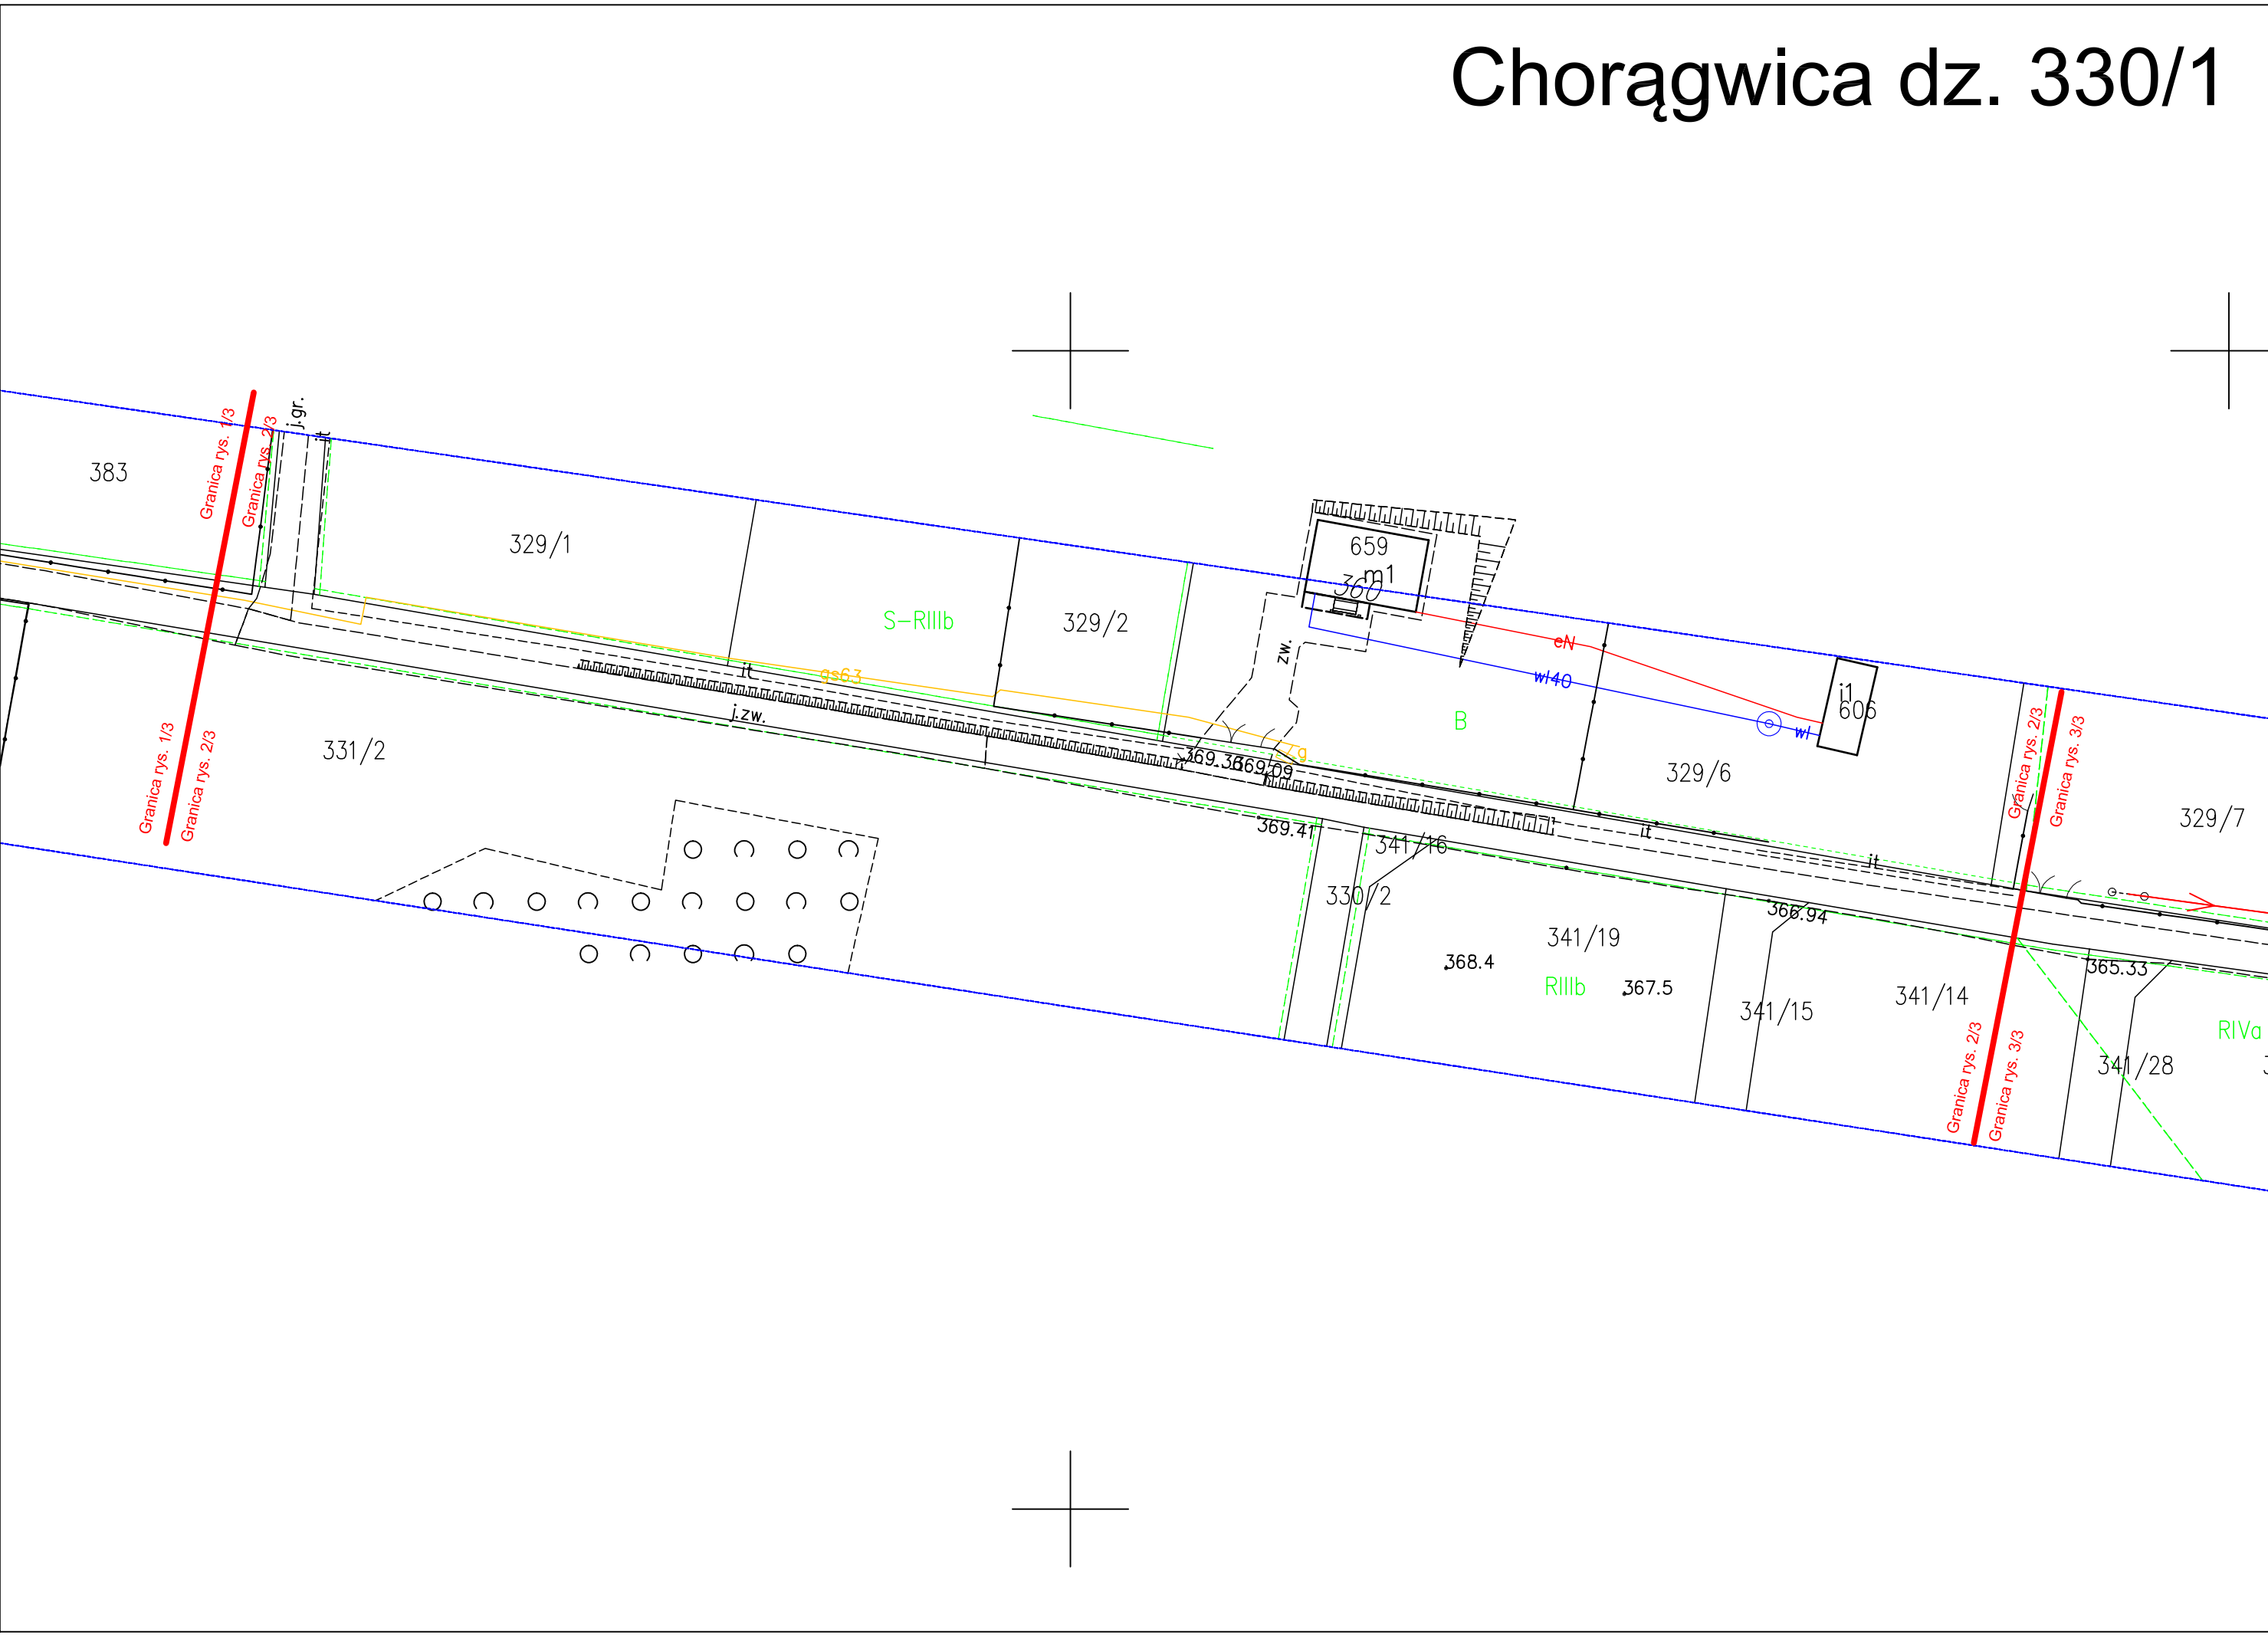 Chorągwica dz. 330/1
j.gr.
it
Granica rys. 1/3
Granica rys. 2/3
383
329/1
S-RIIIb
329/2
659
m1
360
zw.
eN
wl40
wl
i1
606
B
329/6
Granica rys. 2/3
Granica rys. 3/3
329/7
it
gs63
j.zw.
331/2
Granica rys. 1/3
Granica rys. 2/3
369.09
g
369.41
341/16
it
it
330/2
366.94
341/19
368.4
RIIIb
367.5
341/15
341/14
365.33
RIVa
341/28
Granica rys. 2/3
Granica rys. 3/3